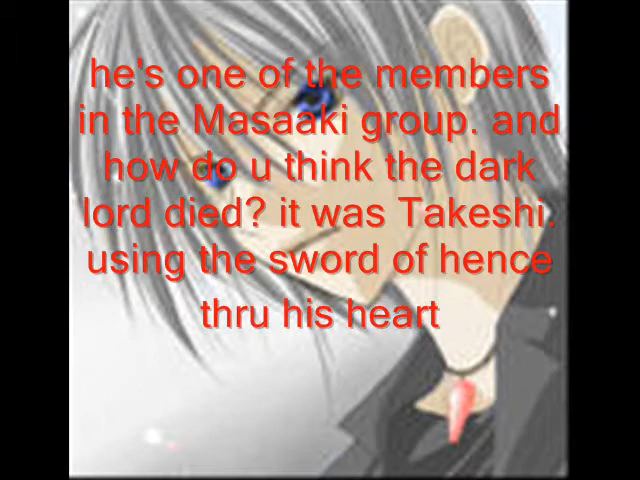 he's one of the members
in the Masaaki group. and
how do u think the dark
lord died? it was Takeshi.
using the sword of hence
thru his heart